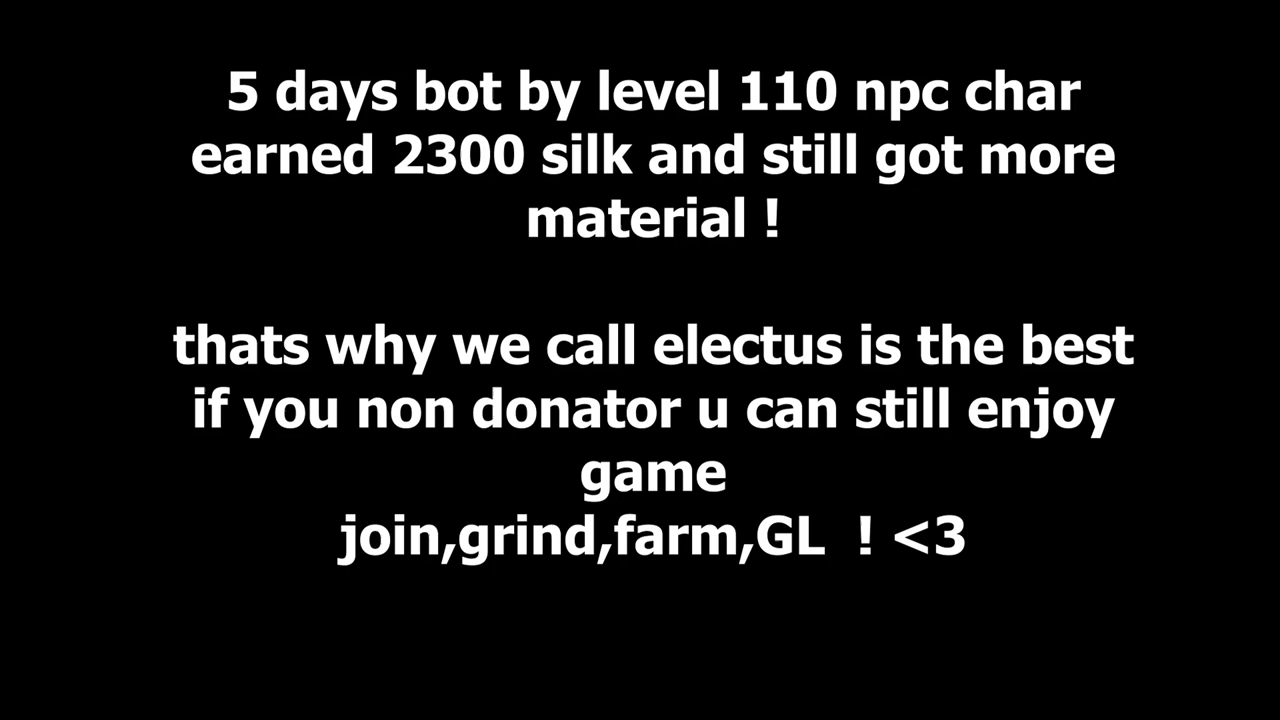 5 days bot by level 110 npc char
earned 2300 silk and still got more
material !
thats why we call electus is the best
if you non donator u can still enjoy
game
join,grind,farm,GL  ! <3